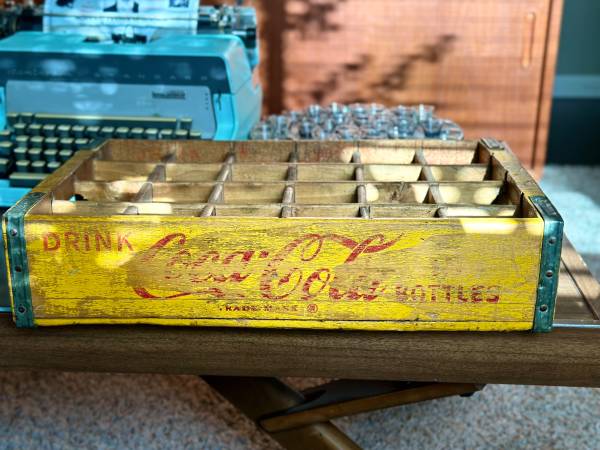 DRINK Coca-Cola BOTTLES
TRADE MARK ®